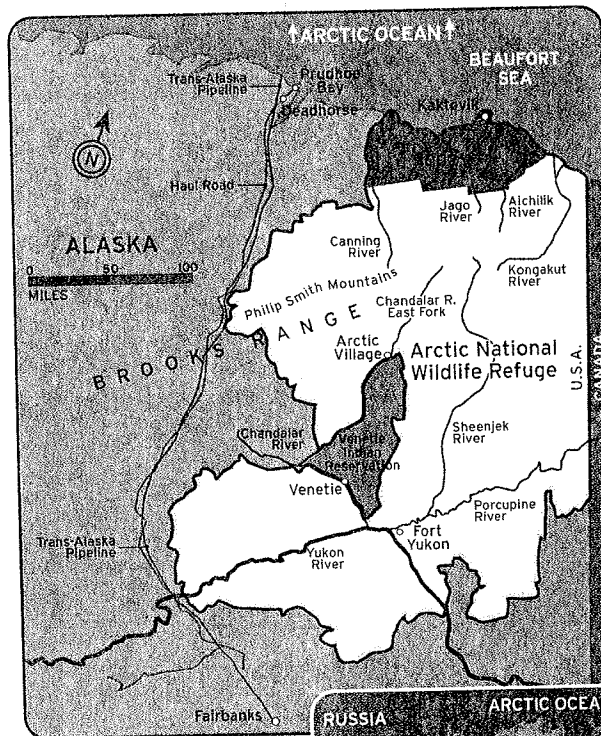 ↑ARCTIC OCEAN↑
BEAUFORT
SEA
Trans-Alaska
Pipeline
Prudhoe
Bay
Deadhorse
Kaktovik
N
Haul Road
Jago
River
Aichilik
River
ALASKA
0 50 100
MILES
Canning
River
Kongakut
River
Philip Smith Mountains
Chandalar R.
East Fork
BROOKS RANGE
Arctic
Village
Arctic National
Wildlife Refuge
U.S.A.
CANADA
Chandalar
River
Venetie
Indian
Reservation
Sheenjek
River
Venetie
Porcupine
River
Fort
Yukon
Trans-Alaska
Pipeline
Yukon
River
Fairbanks
RUSSIA
ARCTIC OCEA